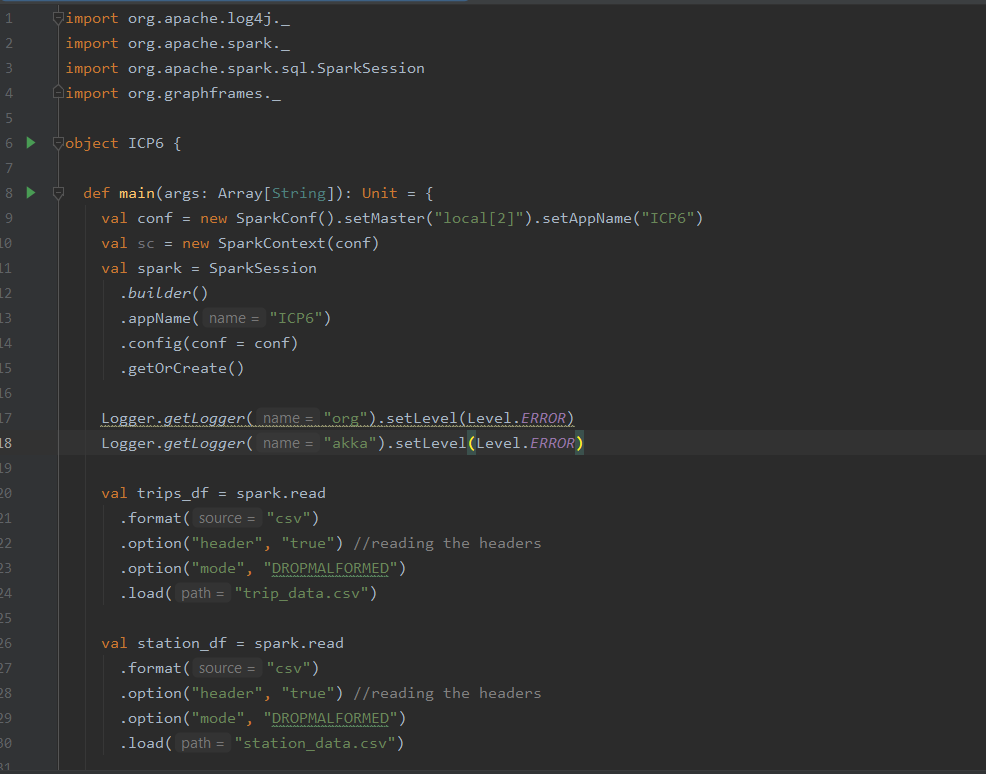 1 import org.apache.log4j._
2 import org.apache.spark._
3 import org.apache.spark.sql.SparkSession
4 import org.graphframes._
5
6 object ICP6 {
7
8 def main(args: Array[String]): Unit = {
9 val conf = new SparkConf().setMaster("local[2]").setAppName("ICP6")
10 val sc = new SparkContext(conf)
11 val spark = SparkSession
12 .builder()
13 .appName( name = "ICP6")
14 .config(conf = conf)
15 .getOrCreate()
16
17 Logger.getLogger( name = "org").setLevel(Level.ERROR)
18 Logger.getLogger( name = "akka").setLevel(Level.ERROR)
19
20 val trips_df = spark.read
21 .format( source = "csv")
22 .option("header", "true") //reading the headers
23 .option("mode", "DROPMALFORMED")
24 .load( path = "trip_data.csv")
25
26 val station_df = spark.read
27 .format( source = "csv")
28 .option("header", "true") //reading the headers
29 .option("mode", "DROPMALFORMED")
30 .load( path = "station_data.csv")
31